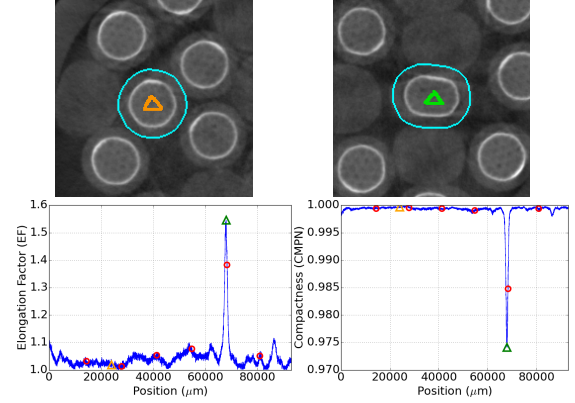 1.6
1.5
1.4
1.3
1.2
1.1
1.0
Elongation Factor (EF)
0 20000 40000 60000 80000
Position (μm)
1.000
0.995
0.990
0.985
0.980
0.975
0.970
Compactness (CMPN)
0 20000 40000 60000 80000
Position (μm)